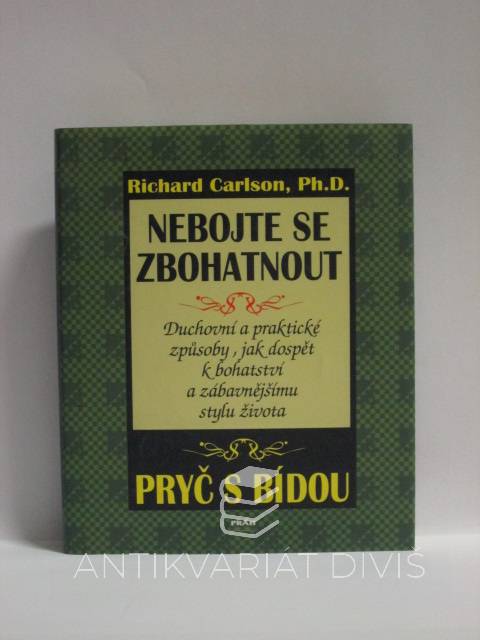 Richard Carlson, Ph.D.
NEBOJTE SE
ZBOHATNOUT
Duchovní a praktické
způsoby, jak dospět
k bohatství
a zábavnějšímu
stylu života
PRYČ S BÍDOU
PRÁH
ANTIKVARIÁT DIVIŠ